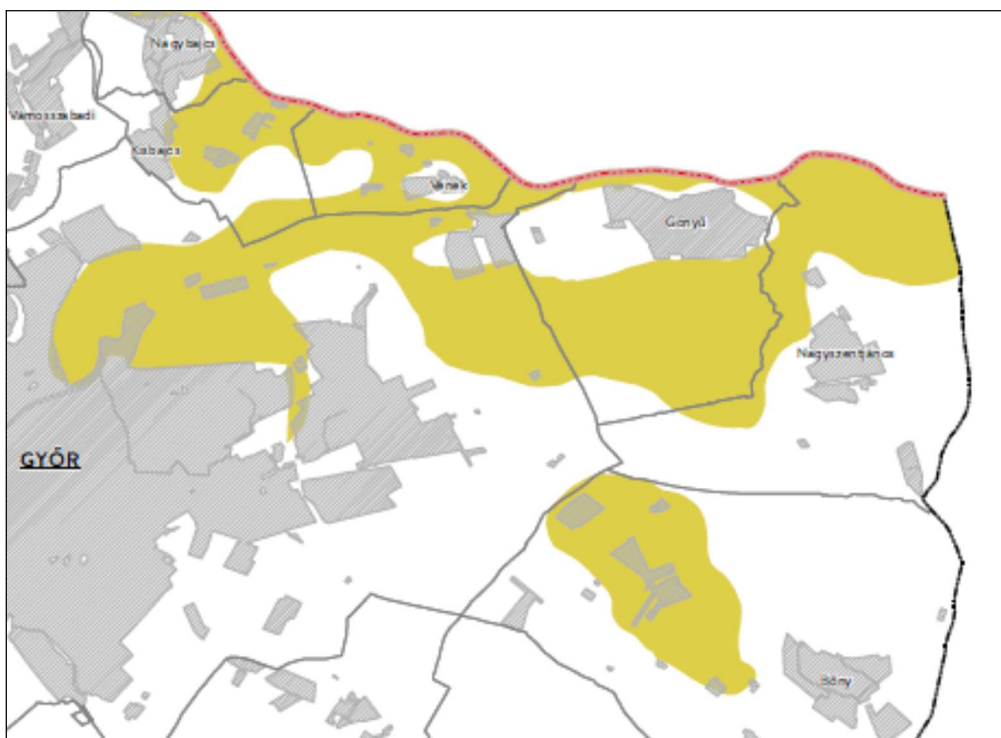 Nagybajcs
Vámosszabadi
Kisbajcs
Vének
Gönyű
Nagyszentjános
GYŐR
Bőny